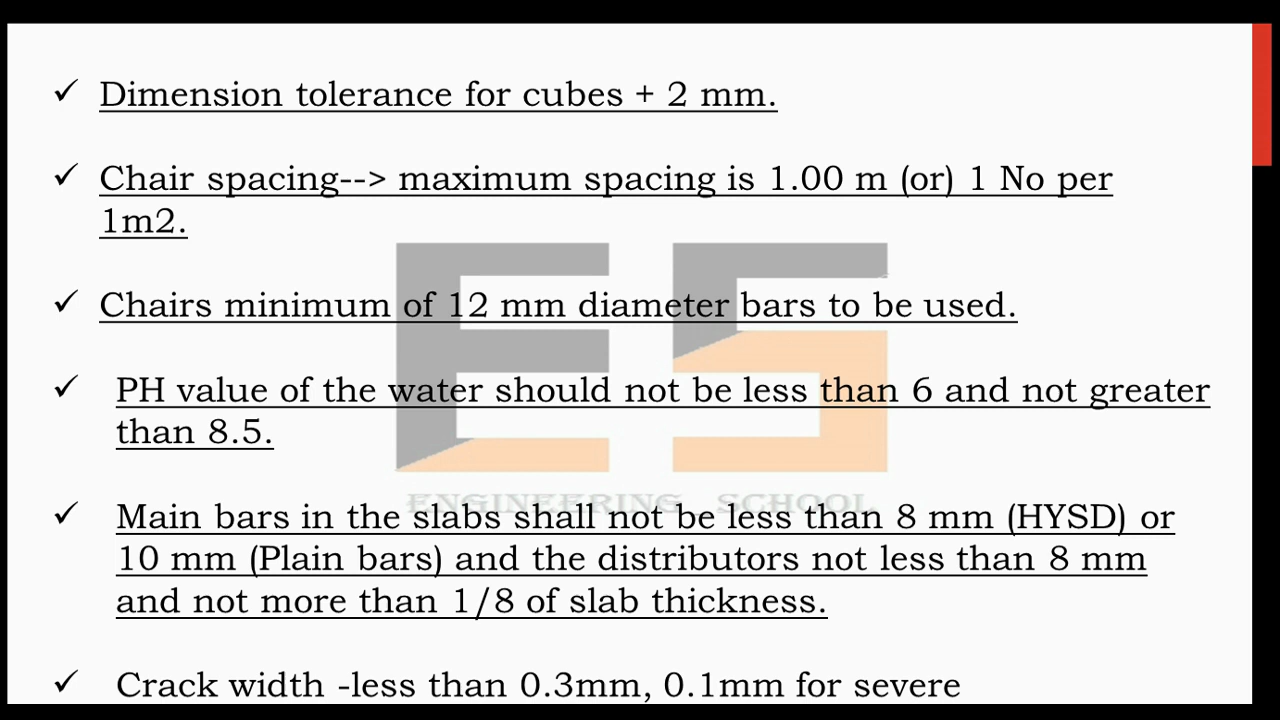 ✓ Dimension tolerance for cubes + 2 mm.
✓ Chair spacing--> maximum spacing is 1.00 m (or) 1 No per
1m2.
✓ Chairs minimum of 12 mm diameter bars to be used.
✓ PH value of the water should not be less than 6 and not greater
than 8.5.
ENGINEERING SCHOOL
✓ Main bars in the slabs shall not be less than 8 mm (HYSD) or
10 mm (Plain bars) and the distributors not less than 8 mm
and not more than 1/8 of slab thickness.
✓ Crack width -less than 0.3mm, 0.1mm for severe